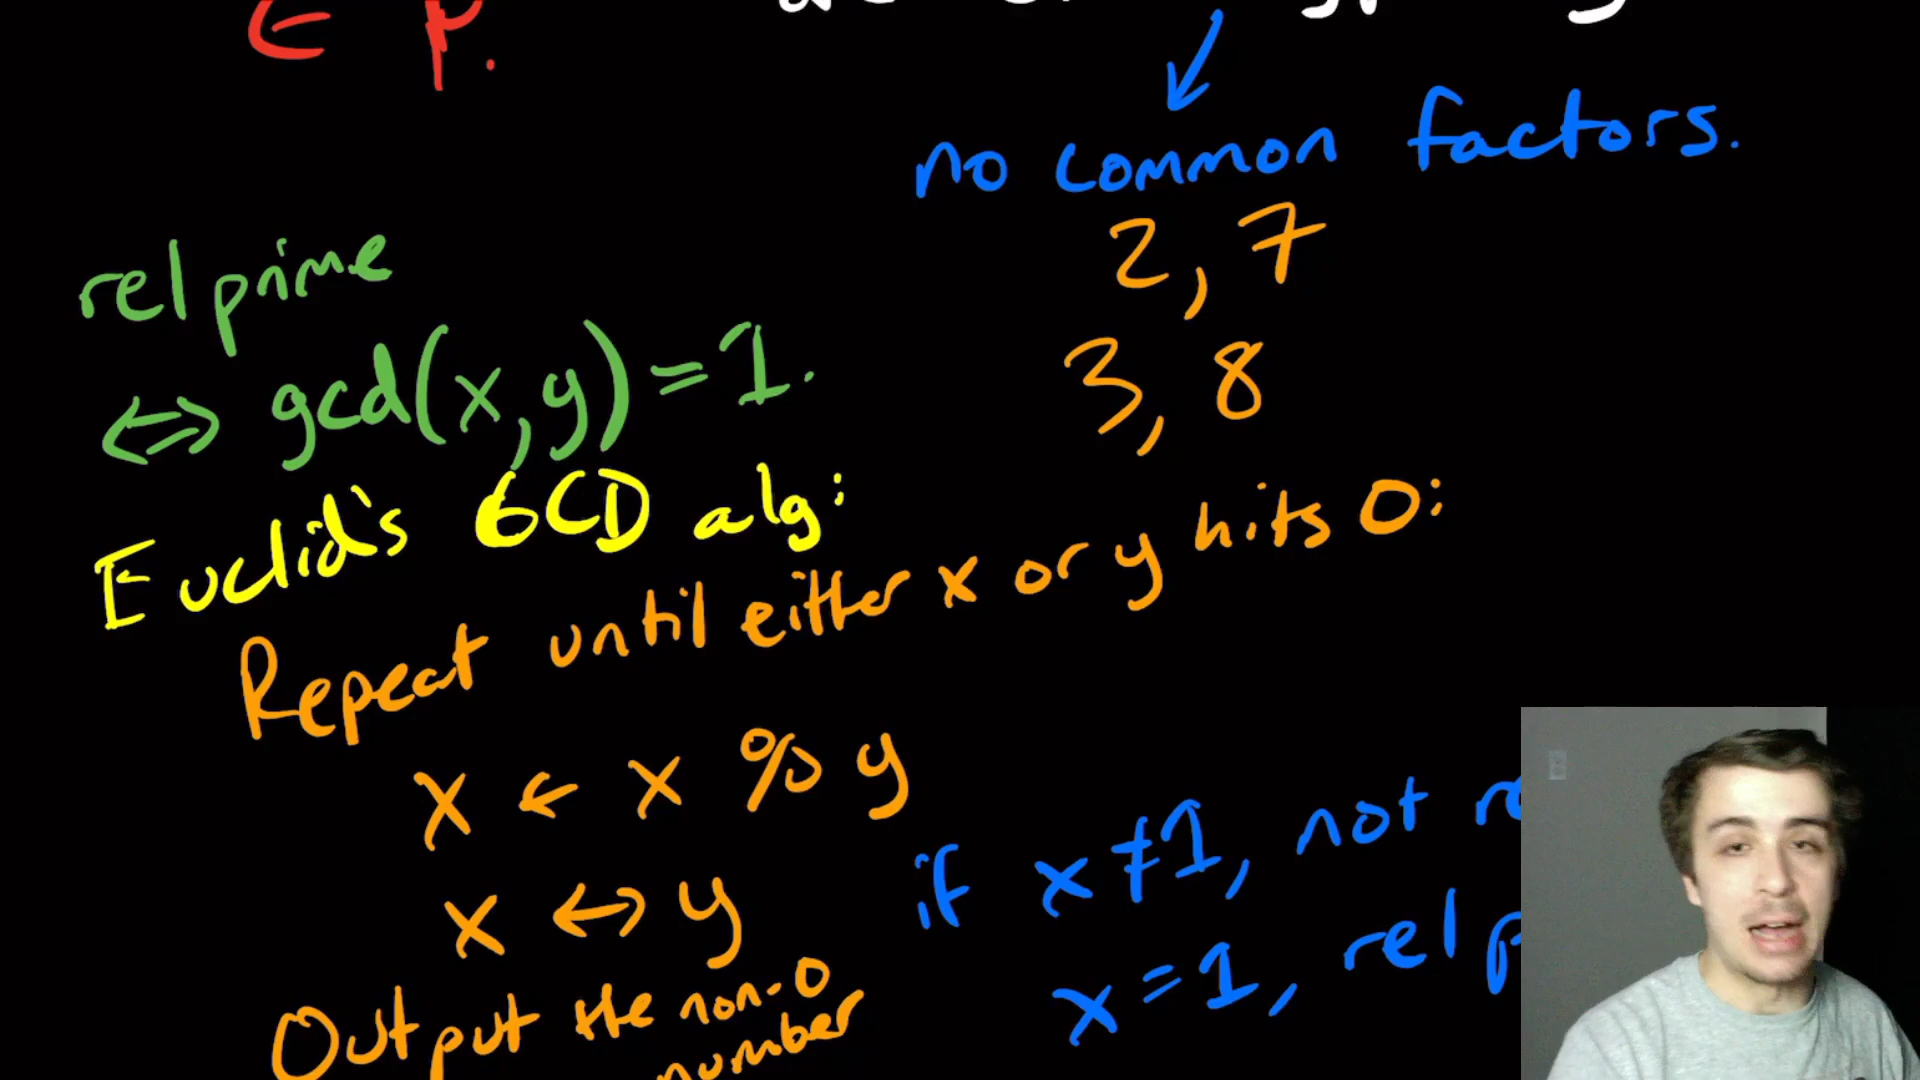 ∈ P.
no common factors.
2, 7
3, 8
rel prime
⟺ gcd(x,y)=1.
Euclid's GCD alg:
Repeat until either x or y hits 0:
x ← x % y
x ↔ y
Output the non-0
number
if x≠1, not
x=1, rel